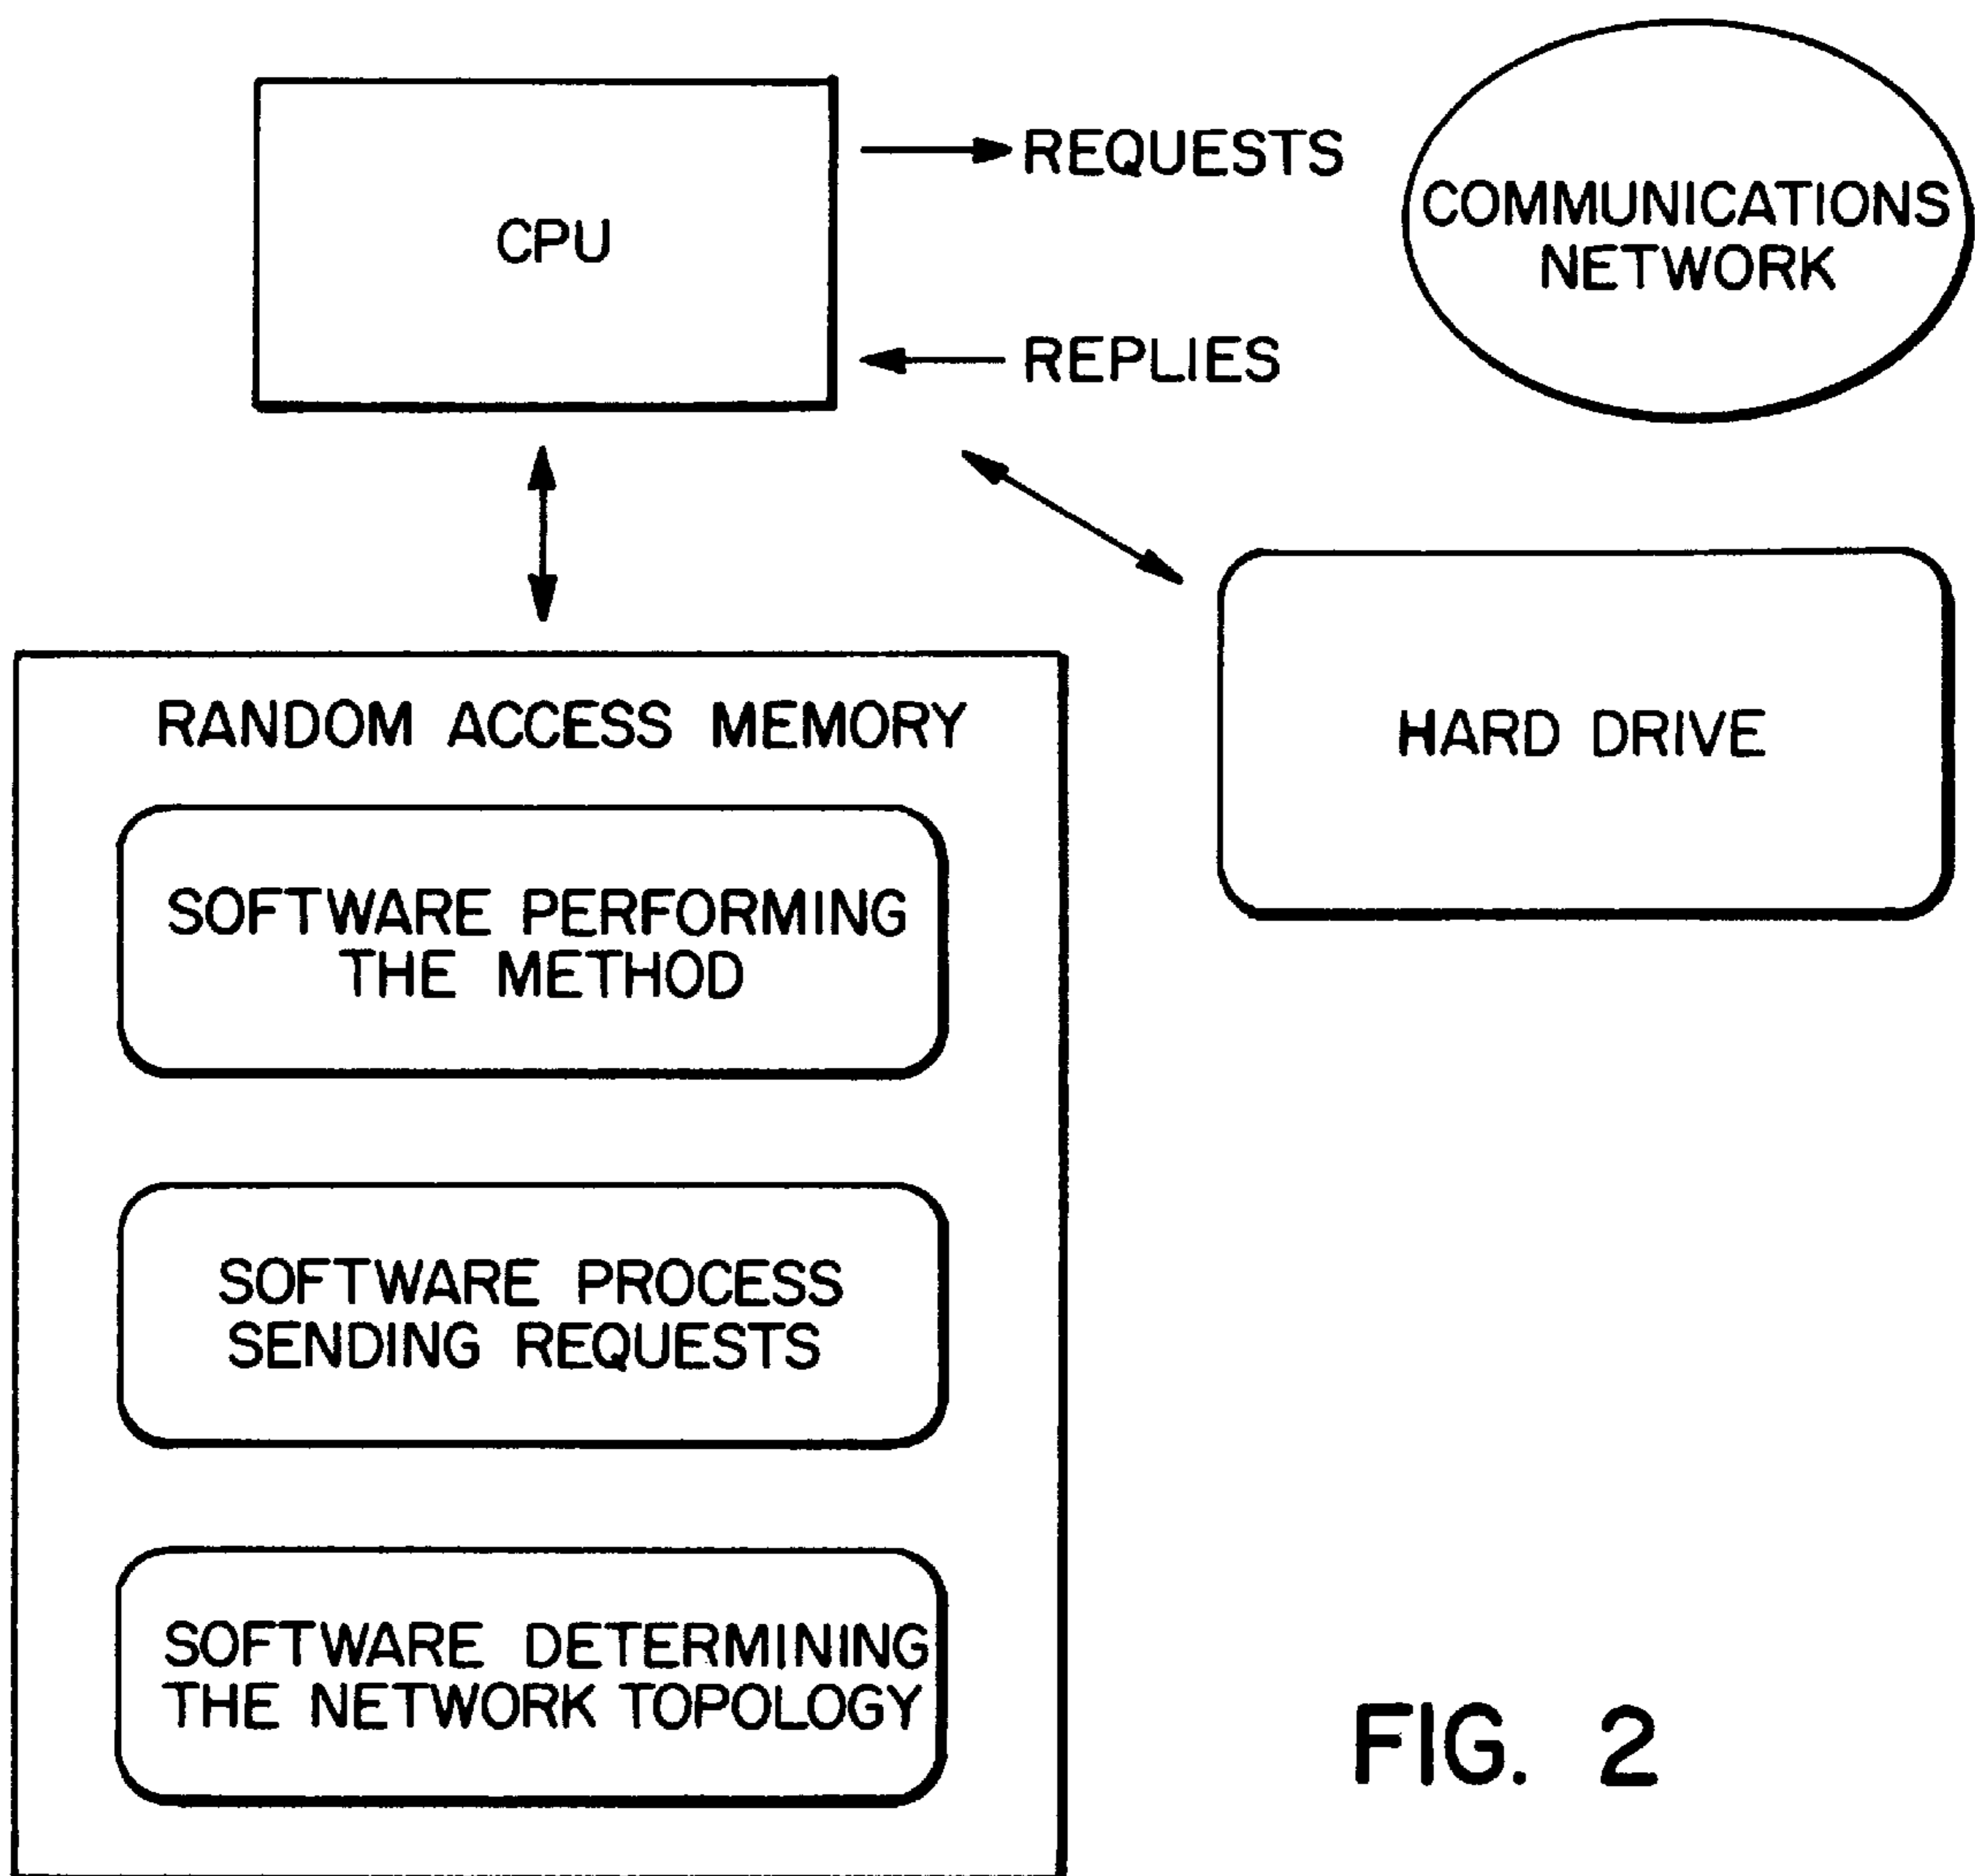 CPU
REQUESTS
REPLIES
COMMUNICATIONS
NETWORK
RANDOM ACCESS MEMORY
HARD DRIVE
SOFTWARE PERFORMING
THE METHOD
SOFTWARE PROCESS
SENDING REQUESTS
SOFTWARE DETERMINING
THE NETWORK TOPOLOGY
FIG. 2